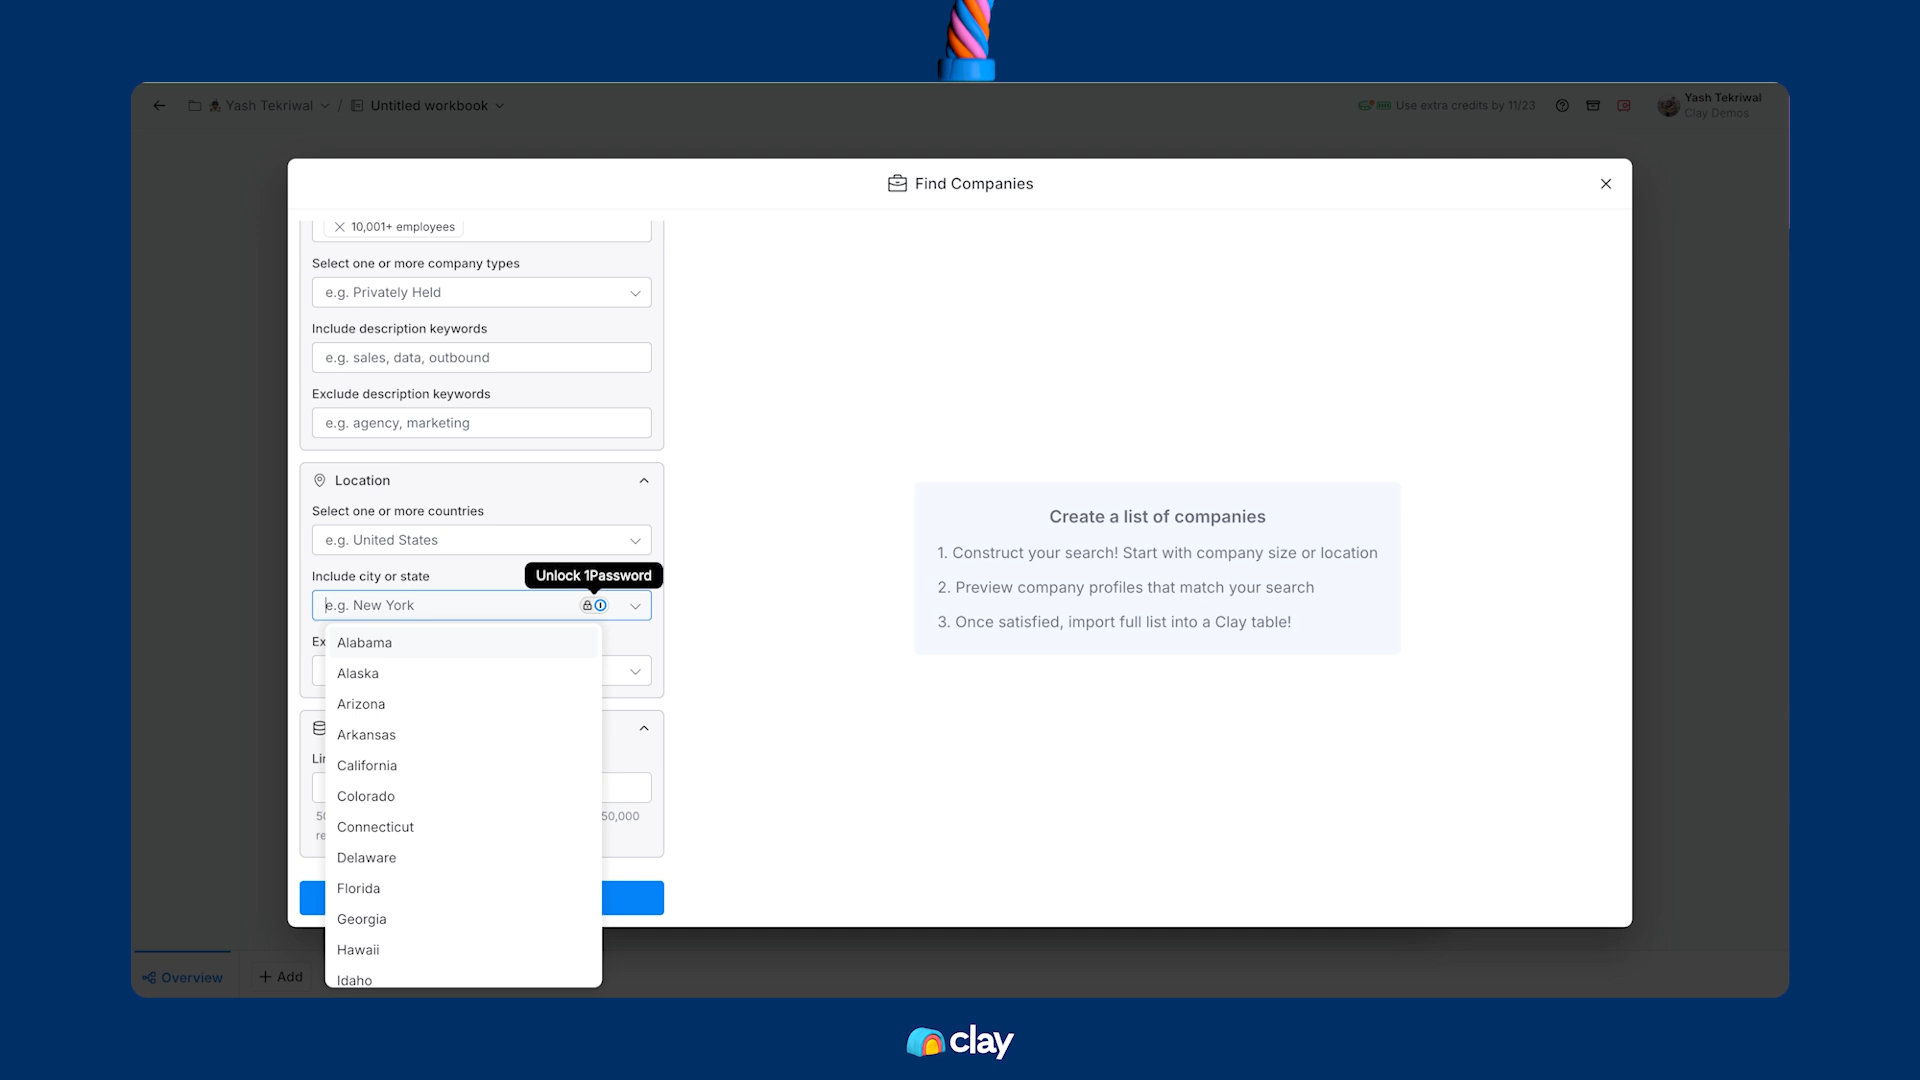 Yash Tekriwal / Untitled workbook
Use extra credits by 11/23
Yash Tekriwal
Clay Demos
Find Companies
10,001+ employees
Select one or more company types
e.g. Privately Held
Include description keywords
e.g. sales, data, outbound
Exclude description keywords
e.g. agency, marketing
Location
Select one or more countries
e.g. United States
Include city or state
Unlock 1Password
e.g. New York
Ex
Alabama
Alaska
Arizona
Arkansas
California
Colorado
Connecticut
Delaware
Florida
Georgia
Hawaii
Idaho
50,000
re
Create a list of companies
1. Construct your search! Start with company size or location
2. Preview company profiles that match your search
3. Once satisfied, import full list into a Clay table!
Overview
+ Add
clay